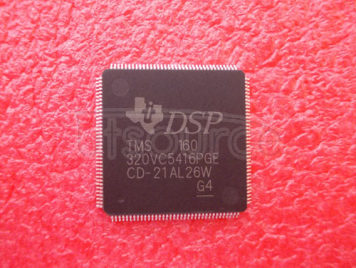 DSP
TMS 160
320VC5416PGE
CD-21AL26W
G4